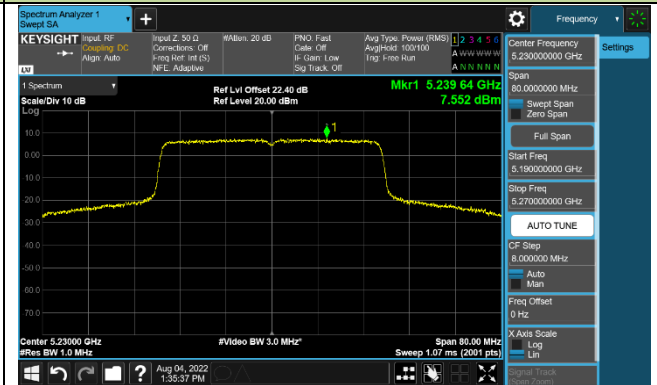 Spectrum Analyzer 1
Swept SA
Frequency
KEYSIGHT
Input: RF
Coupling: DC
Align: Auto
Input Z: 50 Ω
Corrections: Off
Freq Ref: Int (S)
NFE: Adaptive
#Atten: 20 dB
PNO: Fast
Gate: Off
IF Gain: Low
Sig Track: Off
Avg Type: Power (RMS)
Avg|Hold: 100/100
Trig: Free Run
1 2 3 4 5 6
A W W W W W
A N N N N N
LXI
1 Spectrum
Scale/Div 10 dB
Log
Ref Lvl Offset 22.40 dB
Ref Level 20.00 dBm
Mkr1 5.239 64 GHz
7.552 dBm
1
10.0
0.00
-10.0
-20.0
-30.0
-40.0
-50.0
-60.0
-70.0
Center 5.23000 GHz
#Res BW 1.0 MHz
#Video BW 3.0 MHz*
Span 80.00 MHz
Sweep 1.07 ms (2001 pts)
Center Frequency
5.230000000 GHz
Settings
Span
80.0000000 MHz
Swept Span
Zero Span
Full Span
Start Freq
5.190000000 GHz
Stop Freq
5.270000000 GHz
AUTO TUNE
CF Step
8.000000 MHz
Auto
Man
Freq Offset
0 Hz
X Axis Scale
Log
Lin
Signal Track
(Span Zoom)
Aug 04, 2022
1:35:37 PM